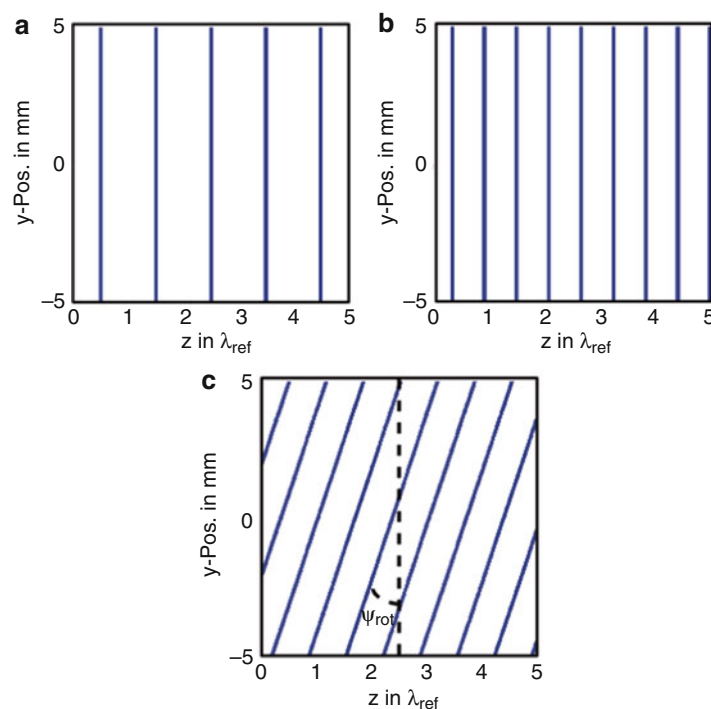 a
5
0
−5
y-Pos. in mm
0 1 2 3 4 5
z in λref
b
5
0
−5
y-Pos. in mm
0 1 2 3 4 5
z in λref
c
5
0
−5
y-Pos. in mm
ψrot
0 1 2 3 4 5
z in λref